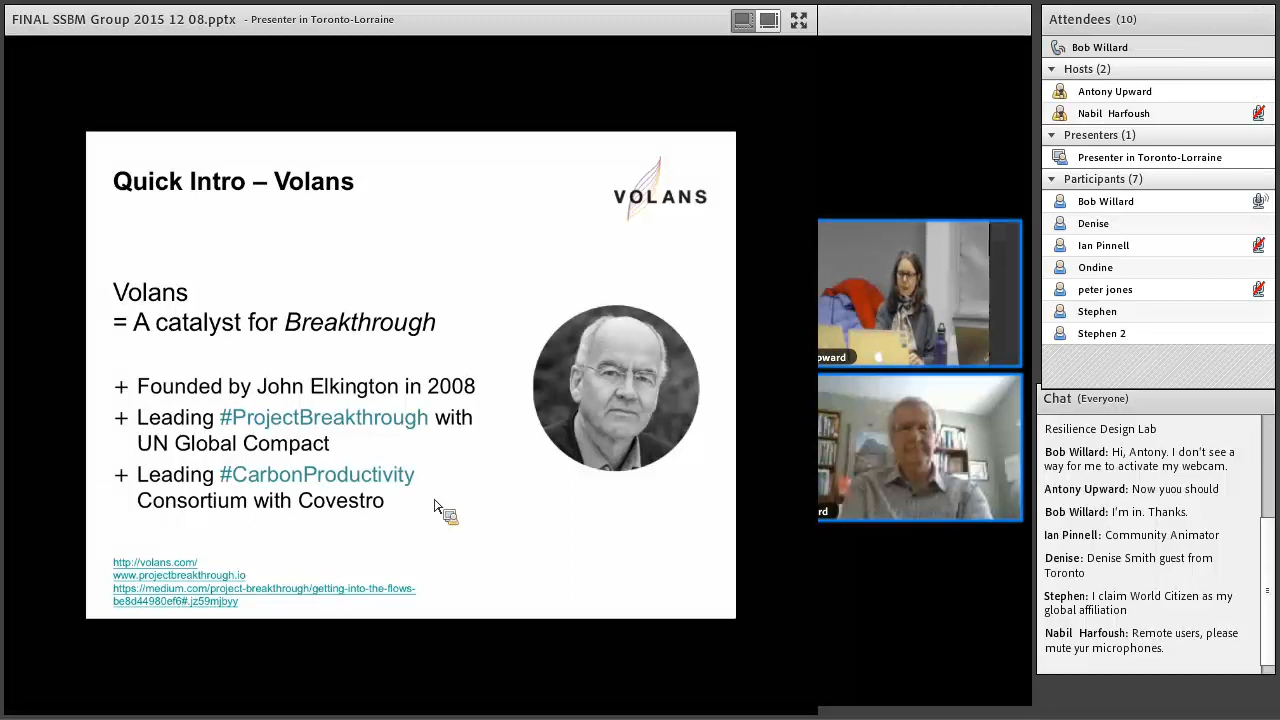 FINAL SSBM Group 2015 12 08.pptx - Presenter in Toronto-Lorraine
Quick Intro – Volans
VOLANS
Volans
= A catalyst for Breakthrough
+ Founded by John Elkington in 2008
+ Leading #ProjectBreakthrough with
UN Global Compact
+ Leading #CarbonProductivity
Consortium with Covestro
http://volans.com/
www.projectbreakthrough.io
https://medium.com/project-breakthrough/getting-into-the-flows-
be8d44980ef6#.jz59mjbyy
oward
rd
Attendees (10)
Bob Willard
Hosts (2)
Antony Upward
Nabil Harfoush
Presenters (1)
Presenter in Toronto-Lorraine
Participants (7)
Bob Willard
Denise
Ian Pinnell
Ondine
peter jones
Stephen
Stephen 2
Chat (Everyone)
Resilience Design Lab
Bob Willard: Hi, Antony. I don't see a
way for me to activate my webcam.
Antony Upward: Now yuou should
Bob Willard: I'm in. Thanks.
Ian Pinnell: Community Animator
Denise: Denise Smith guest from
Toronto
Stephen: I claim World Citizen as my
global affiliation
Nabil Harfoush: Remote users, please
mute yur microphones.